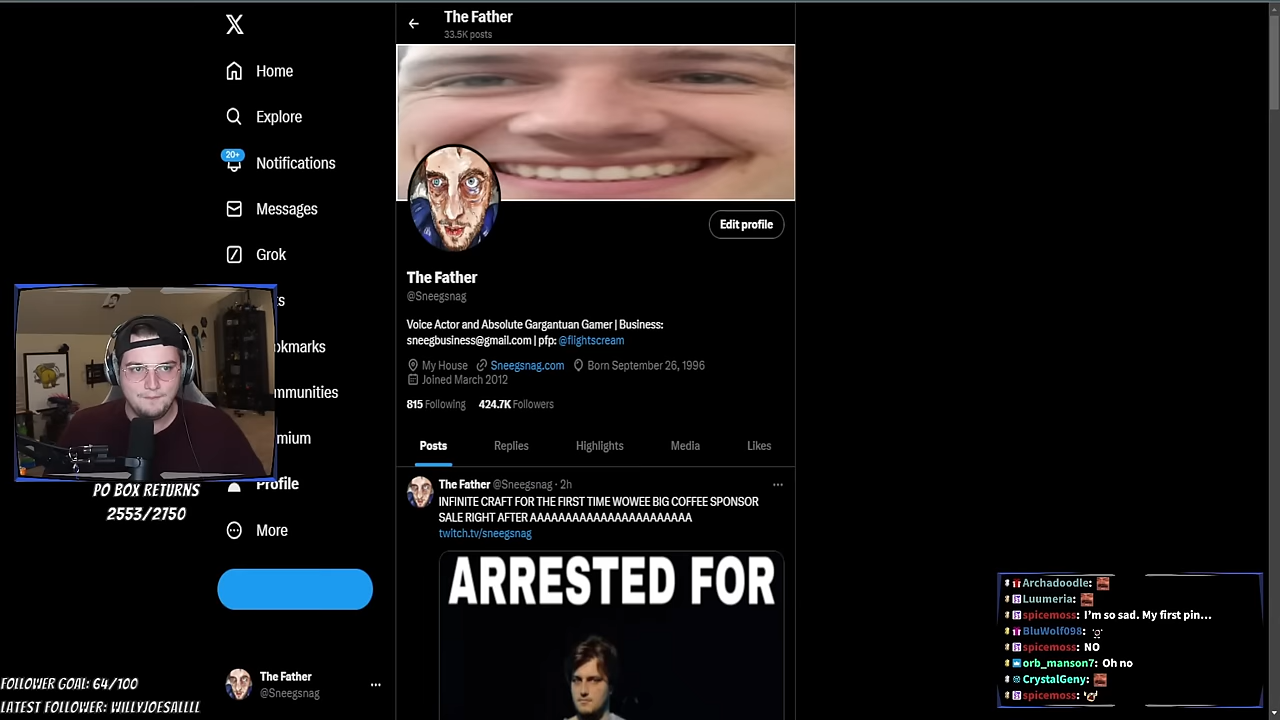 The Father
33.5K posts
Home
Explore
20+
Notifications
Messages
Grok
ts
okmarks
mmunities
mium
Profile
More
The Father
@Sneegsnag
Edit profile
The Father
@Sneegsnag
Voice Actor and Absolute Gargantuan Gamer | Business:
sneegbusiness@gmail.com | pfp: @flightscream
My House Sneegsnag.com Born September 26, 1996
Joined March 2012
815 Following 424.7K Followers
Posts Replies Highlights Media Likes
The Father @Sneegsnag · 2h
INFINITE CRAFT FOR THE FIRST TIME WOWEE BIG COFFEE SPONSOR
SALE RIGHT AFTER AAAAAAAAAAAAAAAAAAAAAAA
twitch.tv/sneegsnag
ARRESTED FOR
PO BOX RETURNS
2553/2750
FOLLOWER GOAL: 64/100
LATEST FOLLOWER: WILLYJOESALLLL
Archadoodle:
Luumeria:
spicemoss: I'm so sad. My first pin...
BluWolf098:
spicemoss: NO
orb_manson7: Oh no
CrystalGeny:
spicemoss: